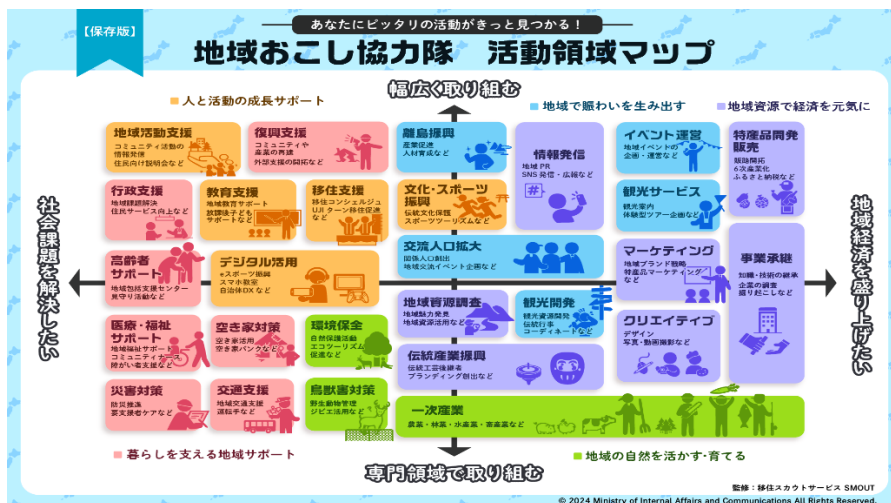 【保存版】
あなたにピッタリの活動がきっと見つかる！
地域おこし協力隊 活動領域マップ
幅広く取り組む
人と活動の成長サポート
地域で賑わいを生み出す
地域資源で経済を元気に
地域活動支援
コミュニティ活動の
情報発信
住民向け説明会など
復興支援
コミュニティや
産業の再建
外部支援の開拓など
離島振興
産業促進
人材育成など
情報発信
地域PR
SNS発信・広報など
イベント運営
地域イベントの
企画・運営など
特産品開発
販売
販路開拓
6次産業化
ふるさと納税など
行政支援
地域課題解決
住民サービス向上など
教育支援
地域教育サポート
放課後子ども
サポートなど
移住支援
移住コンシェルジュ
UIJターン移住促進
など
文化・スポーツ
振興
伝統文化保護
スポーツツーリズムなど
観光サービス
観光案内
体験型ツアー企画など
社会課題を解決したい
地域経済を盛り上げたい
高齢者
サポート
地域包括支援センター
見守り活動など
デジタル活用
eスポーツ振興
スマホ教室
自治体DXなど
交流人口拡大
関係人口創出
地域交流イベント企画など
マーケティング
地域ブランド戦略
特産品マーケティング
など
事業承継
知識・技術の継承
企業の調査
掘り起こしなど
地域資源調査
地域魅力発見
地域資源活用など
観光開発
観光資源開発
伝統行事
コーディネートなど
医療・福祉
サポート
地域福祉サポート
コミュニティナース
障がい者支援など
空き家対策
空き家活用
空き家バンクなど
環境保全
自然保護活動
エコツーリズム
促進など
クリエイティブ
デザイン
写真・動画撮影など
伝統産業振興
伝統工芸後継者
ブランディング創出など
災害対策
防災推進
要支援者ケアなど
交通支援
地域交通支援
運転手など
鳥獣害対策
野生動物管理
ジビエ活用など
一次産業
農業・林業・水産業・畜産業など
暮らしを支える地域サポート
地域の自然を活かす・育てる
専門領域で取り組む
監修：移住スカウトサービス SMOUT
© 2024 Ministry of Internal Affairs and Communications All Rights Reserved.